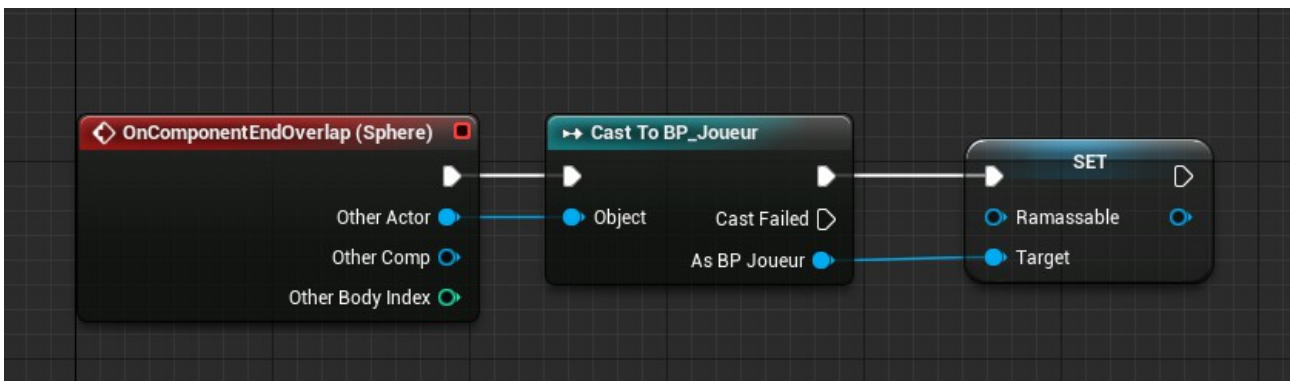 OnComponentEndOverlap (Sphere)
Other Actor
Other Comp
Other Body Index
Cast To BP_Joueur
Object
Cast Failed
As BP Joueur
SET
Ramassable
Target